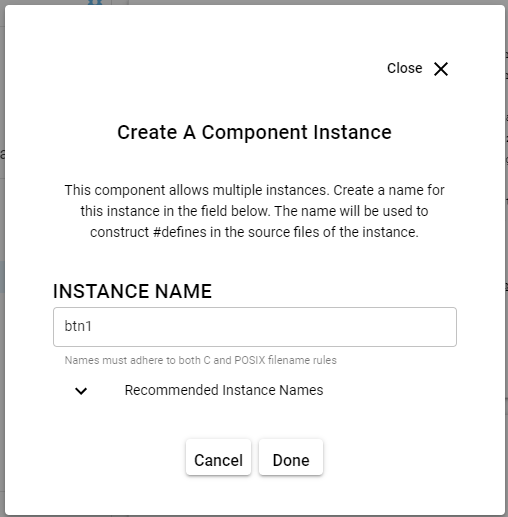 Close
Create A Component Instance
This component allows multiple instances. Create a name for
this instance in the field below. The name will be used to
construct #defines in the source files of the instance.
INSTANCE NAME
btn1
Names must adhere to both C and POSIX filename rules
Recommended Instance Names
Cancel Done